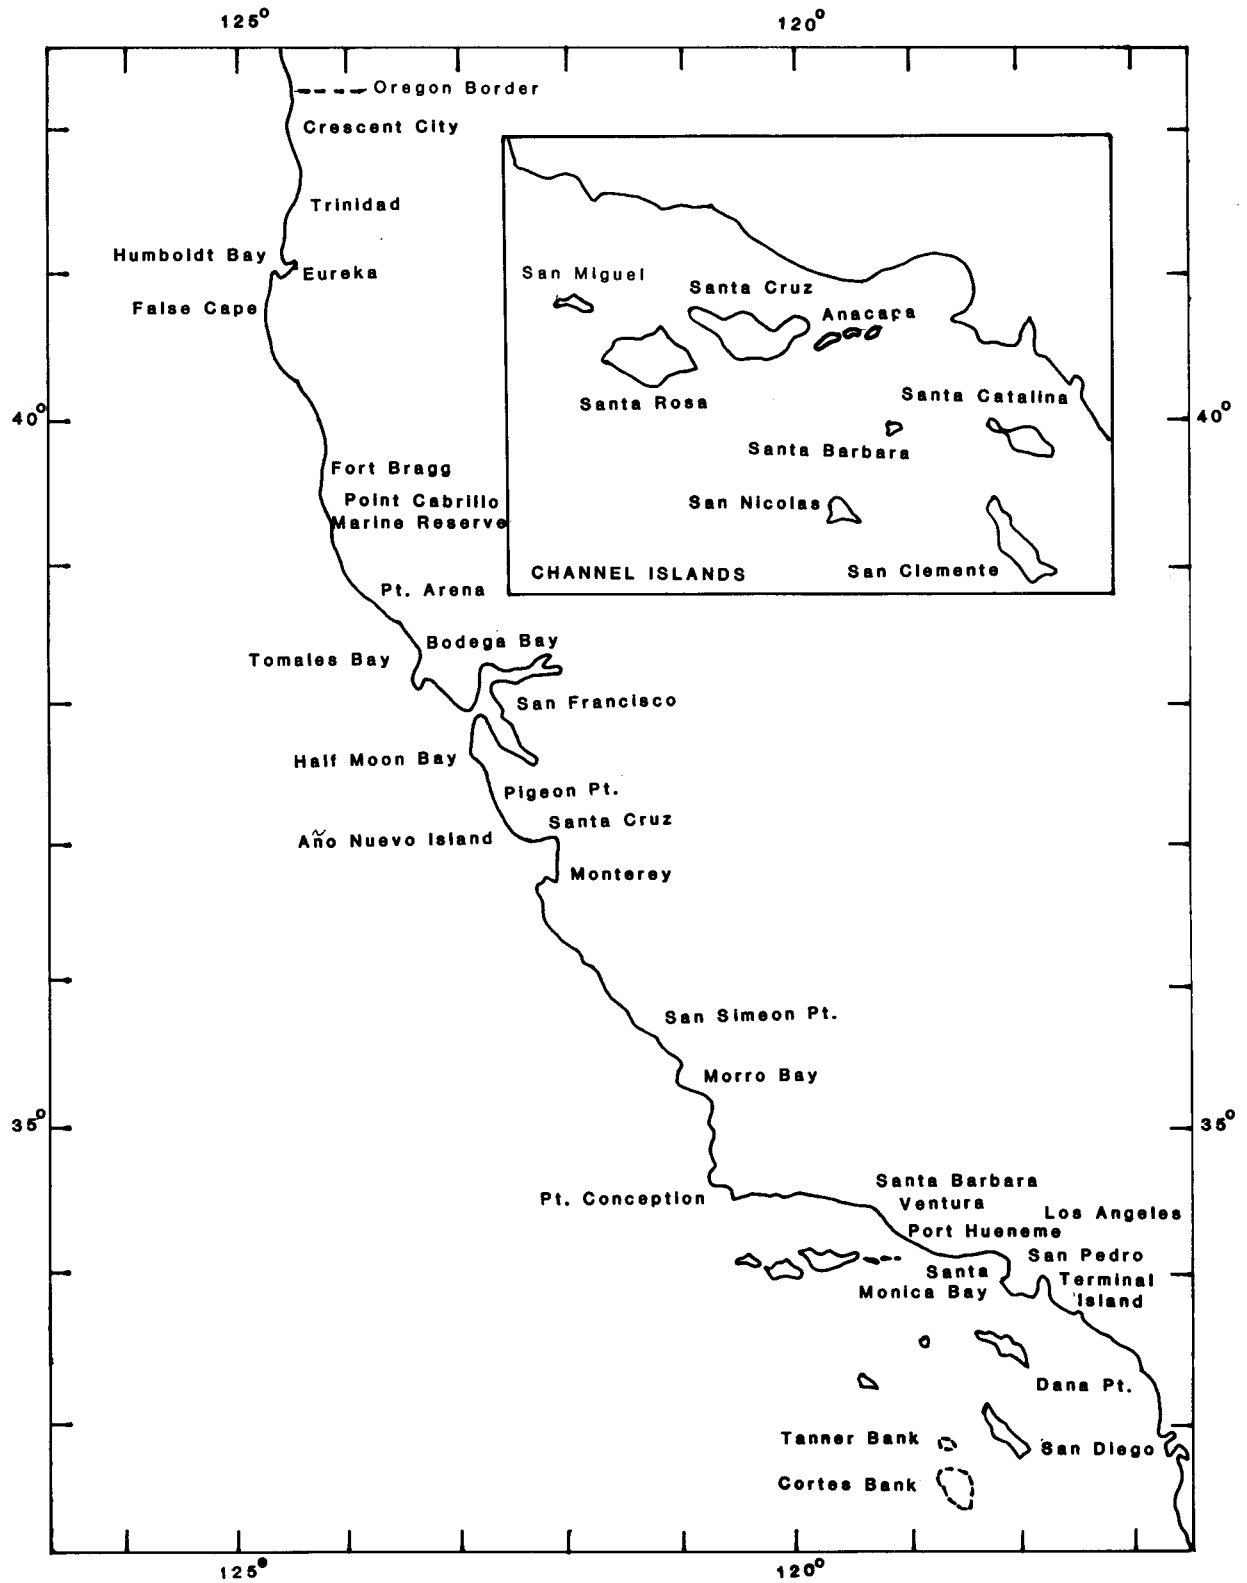 125°
120°
Oregon Border
Crescent City
Trinidad
Humboldt Bay
Eureka
False Cape
40°
40°
Fort Bragg
Point Cabrillo
Marine Reserve
Pt. Arena
Bodega Bay
Tomales Bay
San Francisco
Half Moon Bay
Pigeon Pt.
Santa Cruz
Año Nuevo Island
Monterey
San Simeon Pt.
Morro Bay
35°
35°
Pt. Conception
Santa Barbara
Ventura
Los Angeles
Port Hueneme
San Pedro
Santa
Monica Bay
Terminal
Island
Dana Pt.
Tanner Bank
San Diego
Cortes Bank
125°
120°
San Miguel
Santa Cruz
Anacapa
Santa Rosa
Santa Catalina
Santa Barbara
San Nicolas
San Clemente
CHANNEL ISLANDS